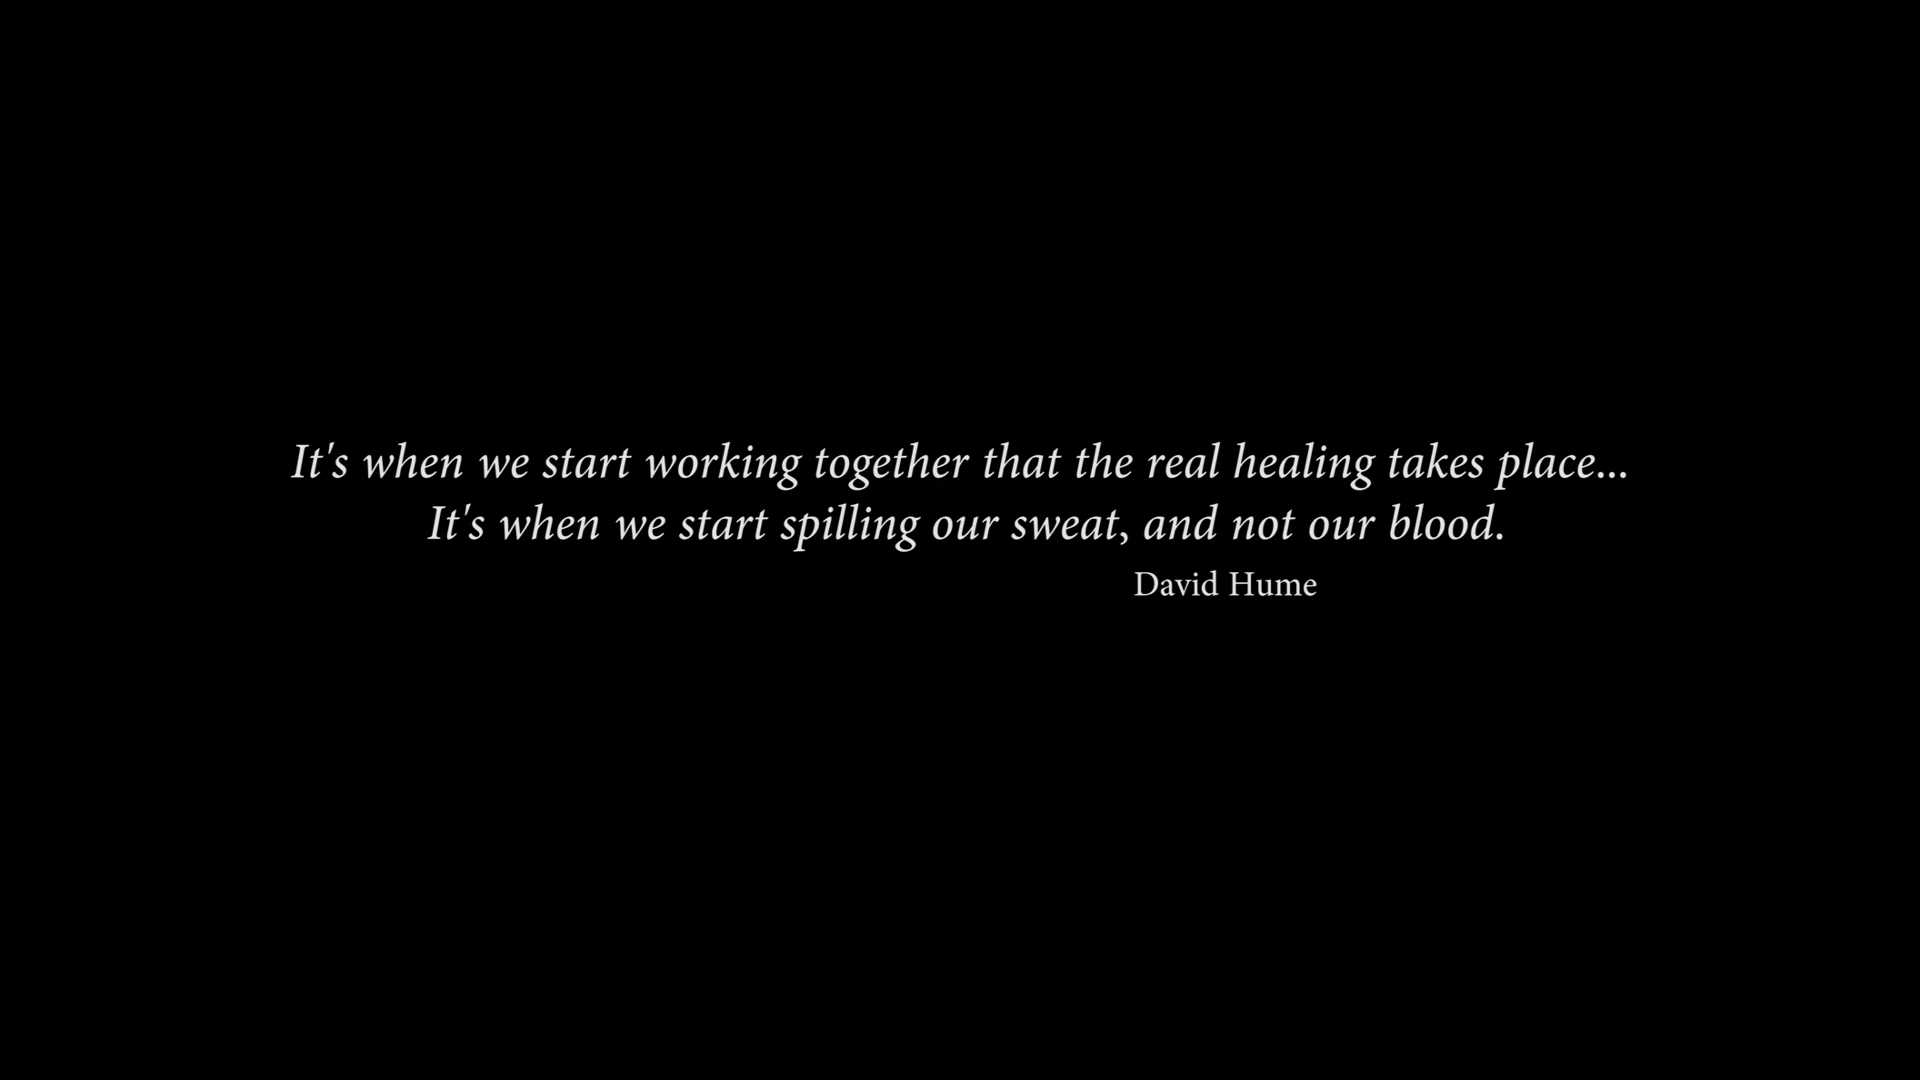 It's when we start working together that the real healing takes place...
It's when we start spilling our sweat, and not our blood.
David Hume